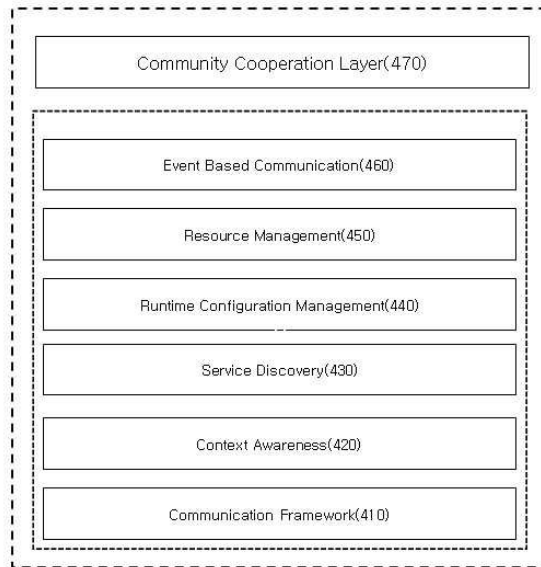 Community Cooperation Layer(470)
Event Based Communication(460)
Resource Management(450)
Runtime Configuration Management(440)
Service Discovery(430)
Context Awareness(420)
Communication Framework(410)